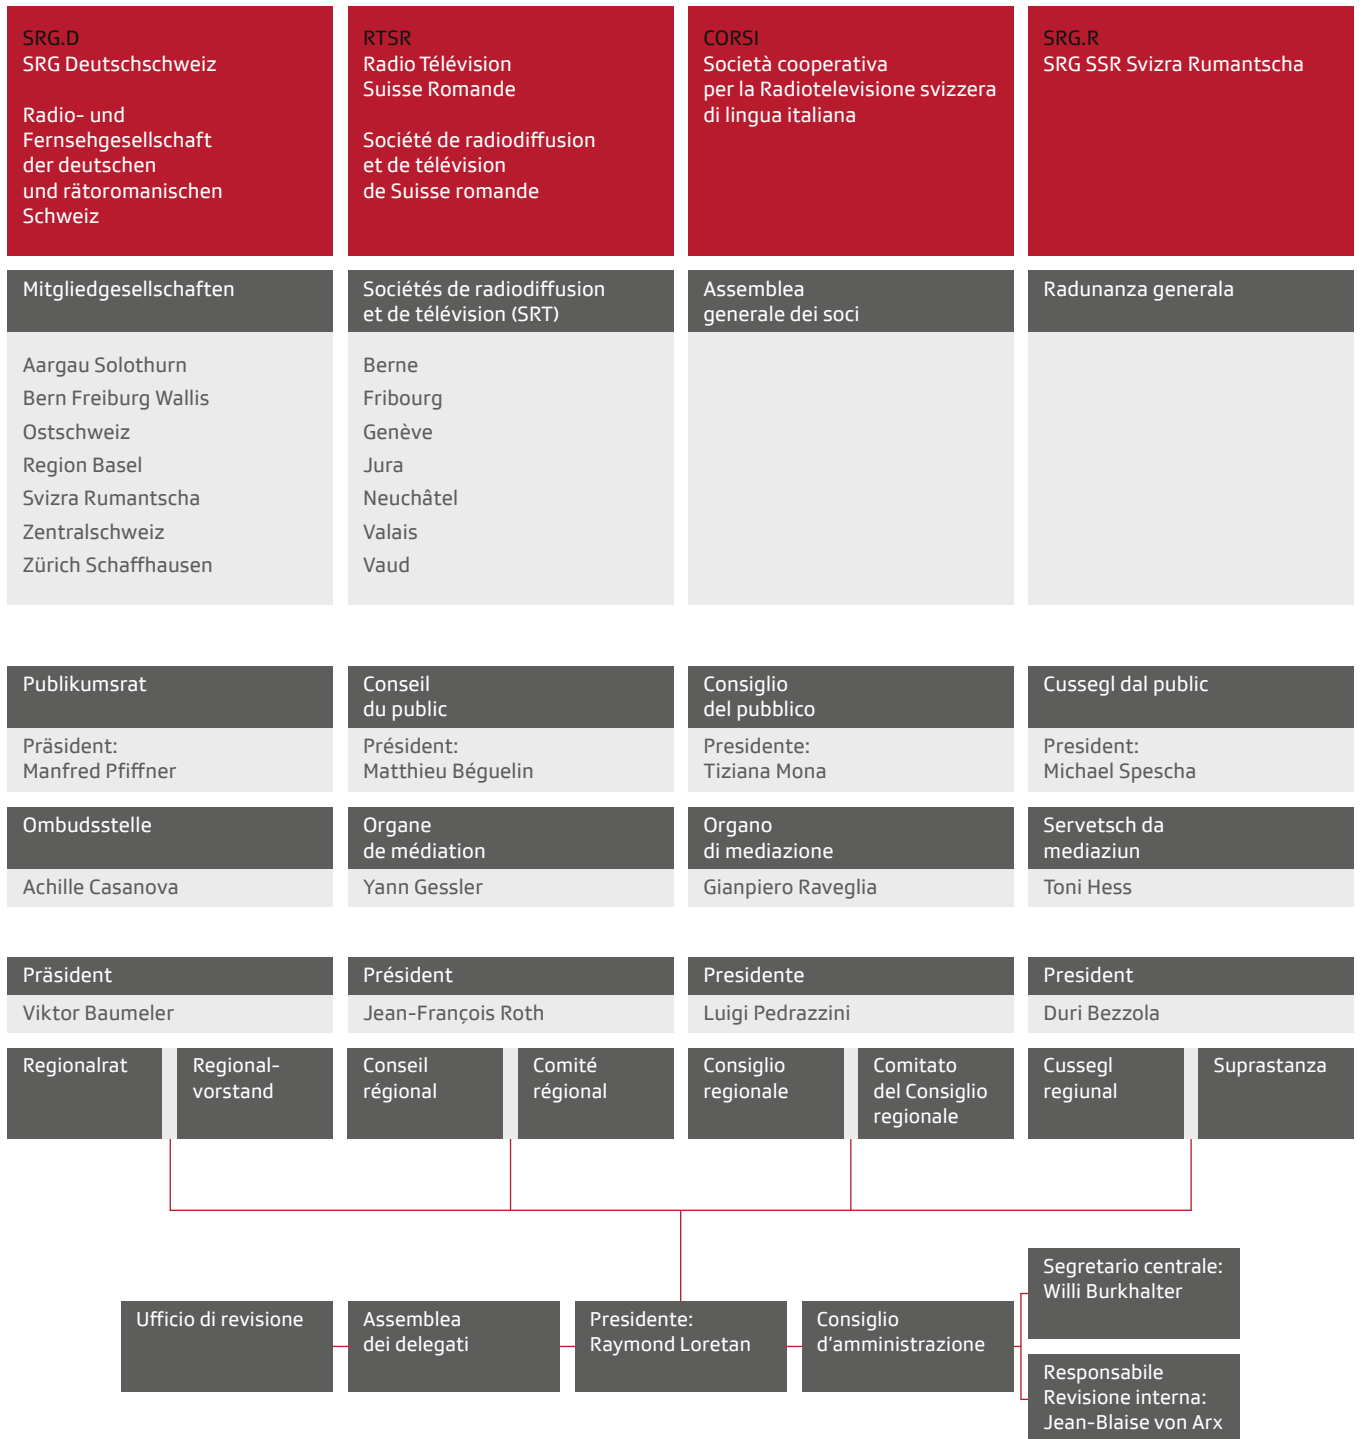 SRG.D
SRG Deutschschweiz
Radio- und
Fernsehgesellschaft
der deutschen
und rätoromanischen
Schweiz
RTSR
Radio Télévision
Suisse Romande
Société de radiodiffusion
et de télévision
de Suisse romande
CORSI
Società cooperativa
per la Radiotelevisione svizzera
di lingua italiana
SRG.R
SRG SSR Svizra Rumantscha
Mitgliedgesellschaften
Sociétés de radiodiffusion
et de télévision (SRT)
Assemblea
generale dei soci
Radunanza generala
Aargau Solothurn
Bern Freiburg Wallis
Ostschweiz
Region Basel
Svizra Rumantscha
Zentralschweiz
Zürich Schaffhausen
Berne
Fribourg
Genève
Jura
Neuchâtel
Valais
Vaud
Publikumsrat
Conseil
du public
Consiglio
del pubblico
Cussegl dal public
Präsident:
Manfred Pfiffner
Président:
Matthieu Béguelin
Presidente:
Tiziana Mona
President:
Michael Spescha
Ombudsstelle
Organe
de médiation
Organo
di mediazione
Servetsch da
mediaziun
Achille Casanova
Yann Gessler
Gianpiero Raveglia
Toni Hess
Präsident
Président
Presidente
President
Viktor Baumeler
Jean-François Roth
Luigi Pedrazzini
Duri Bezzola
Regionalrat
Regional-
vorstand
Conseil
régional
Comité
régional
Consiglio
regionale
Comitato
del Consiglio
regionale
Cussegl
regiunal
Suprastanza
Ufficio di revisione
Assemblea
dei delegati
Presidente:
Raymond Loretan
Consiglio
d'amministrazione
Segretario centrale:
Willi Burkhalter
Responsabile
Revisione interna:
Jean-Blaise von Arx